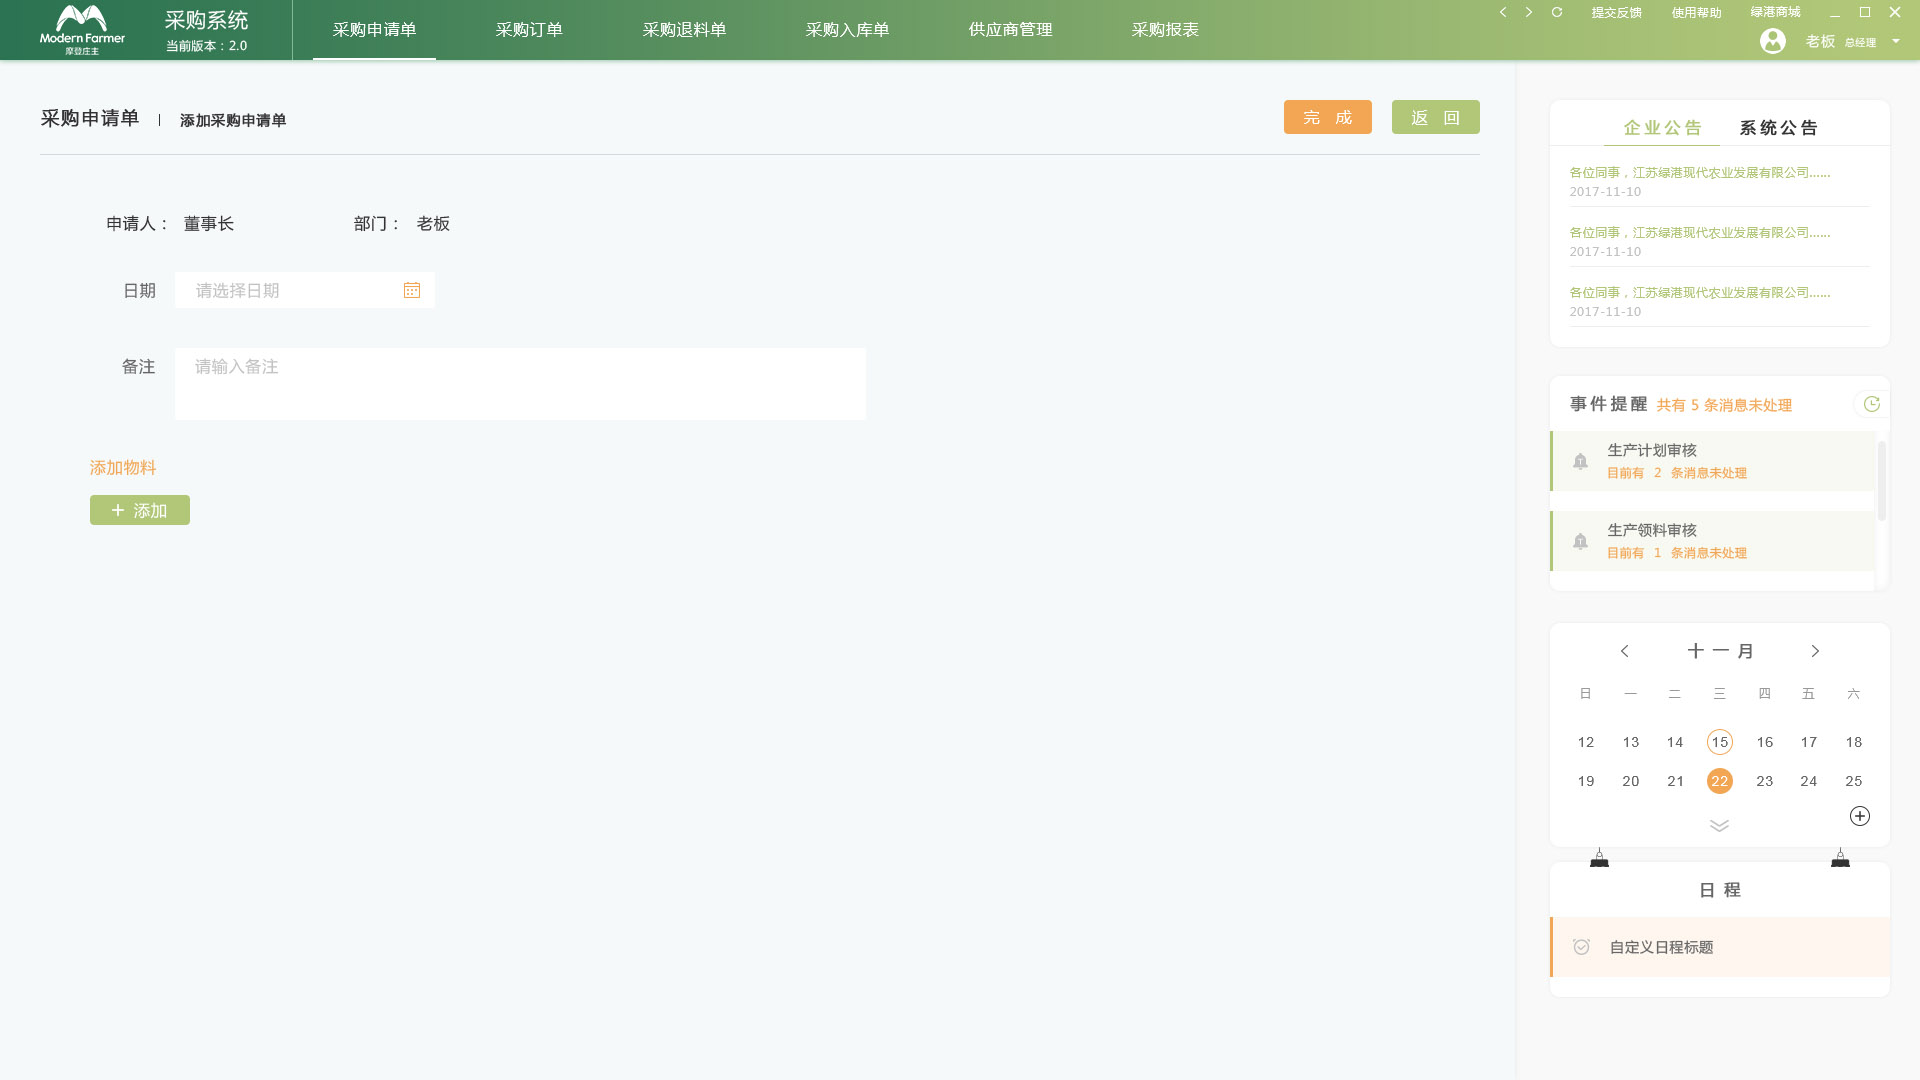 Modern Farmer
摩登庄主
采购系统
当前版本：2.0
采购申请单
采购订单
采购退料单
采购入库单
供应商管理
采购报表
提交反馈
使用帮助
绿港商城
老板 总经理
采购申请单 | 添加采购申请单
完 成
返 回
申请人： 董事长
部门： 老板
日期 请选择日期
备注 请输入备注
添加物料
+ 添加
企业公告 系统公告
各位同事，江苏绿港现代农业发展有限公司......
2017-11-10
各位同事，江苏绿港现代农业发展有限公司......
2017-11-10
各位同事，江苏绿港现代农业发展有限公司......
2017-11-10
事件提醒 共有 5 条消息未处理
生产计划审核
目前有 2 条消息未处理
生产领料审核
目前有 1 条消息未处理
十一月
日 一 二 三 四 五 六
12 13 14 15 16 17 18
19 20 21 22 23 24 25
日 程
自定义日程标题